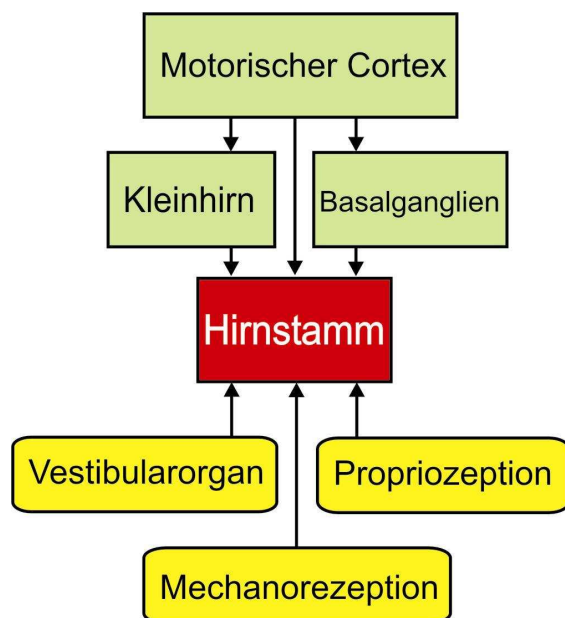 Motorischer Cortex
Kleinhirn
Basalganglien
Hirnstamm
Vestibularorgan
Propriozeption
Mechanorezeption